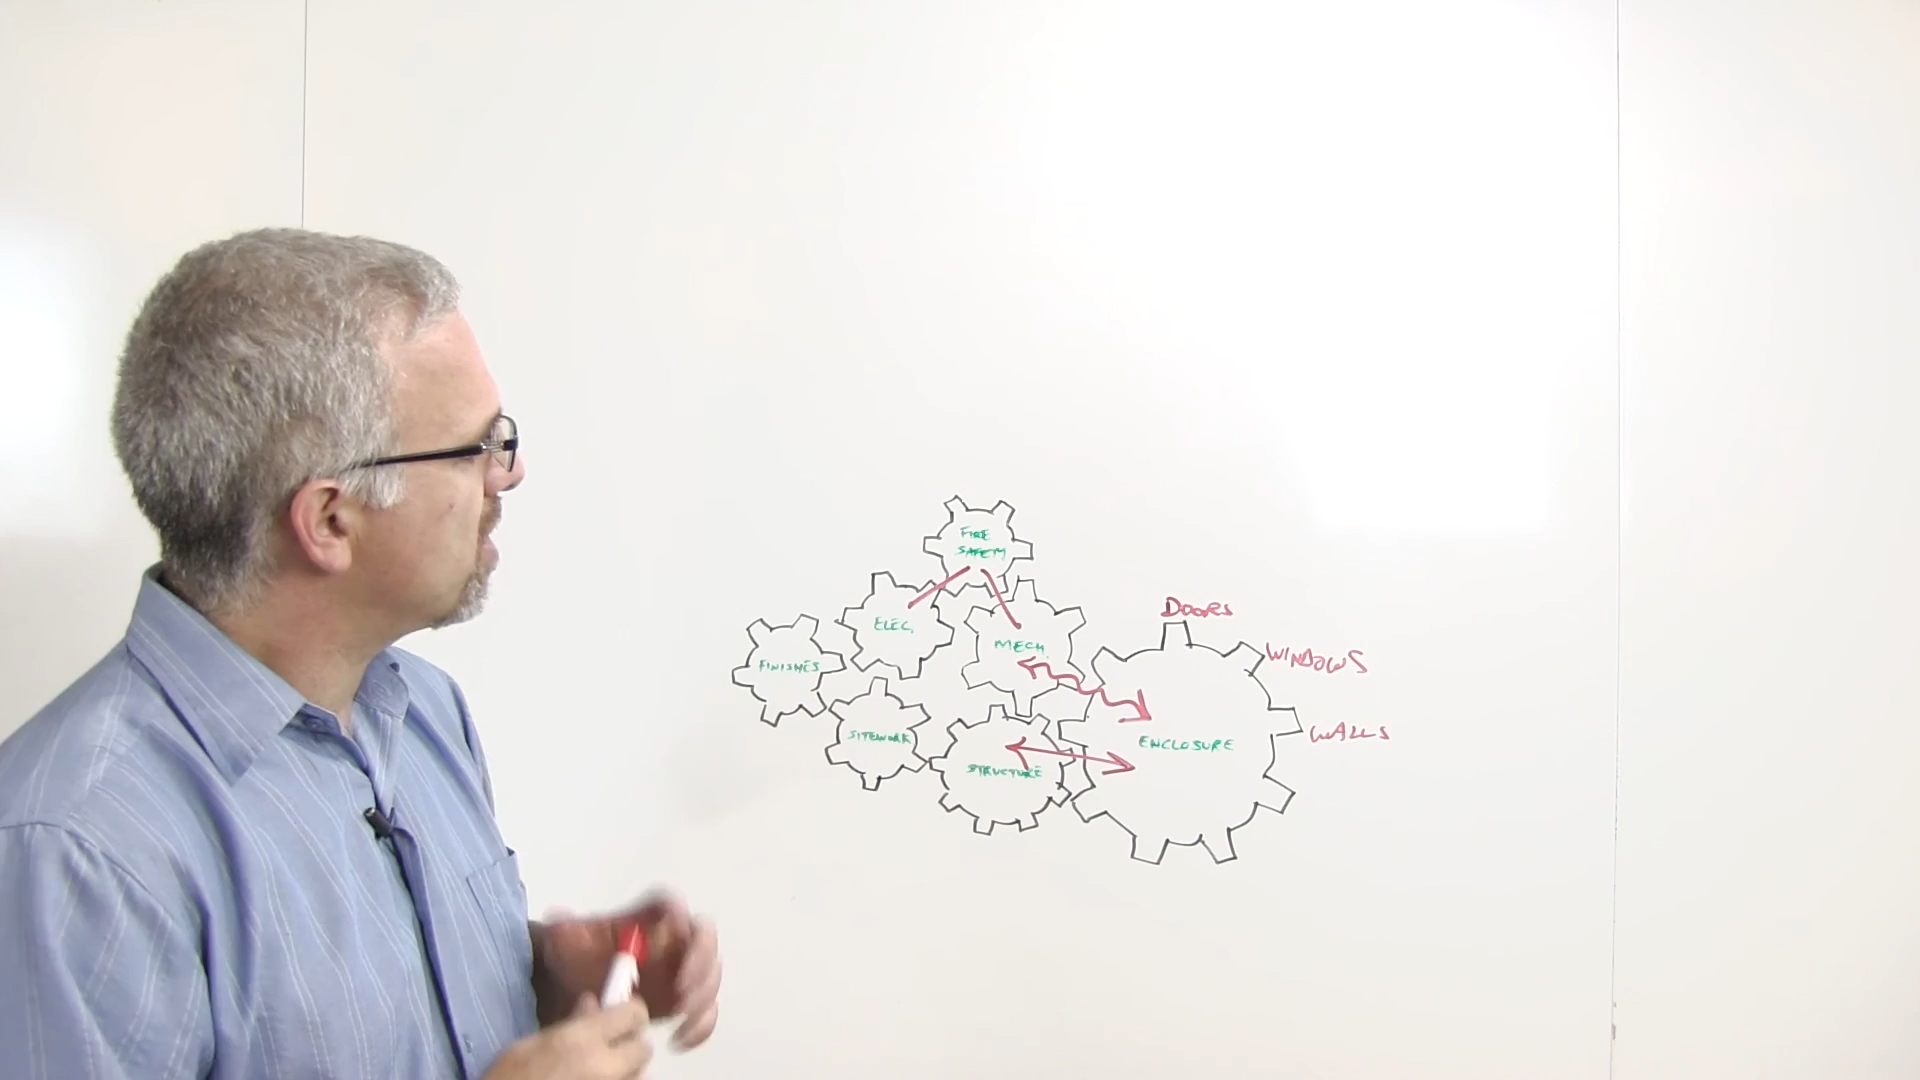 FIRE
SAFETY
ELEC.
MECH.
FINISHES
SITEWORK
STRUCTURE
ENCLOSURE
DOORS
WINDOWS
WALLS